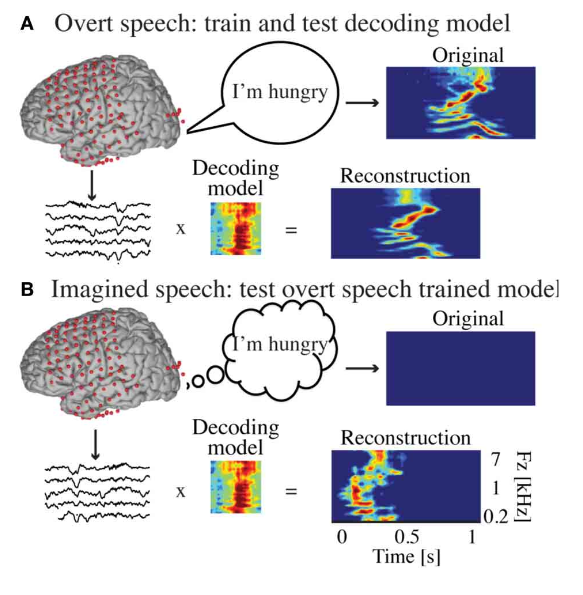 A Overt speech: train and test decoding model
Original
I'm hungry
Decoding
model
Reconstruction
x
=
B Imagined speech: test overt speech trained model
Original
I'm hungry
Decoding
model
Reconstruction
x
=
7
1
0.2
Fz [kHz]
0 0.5 1
Time [s]